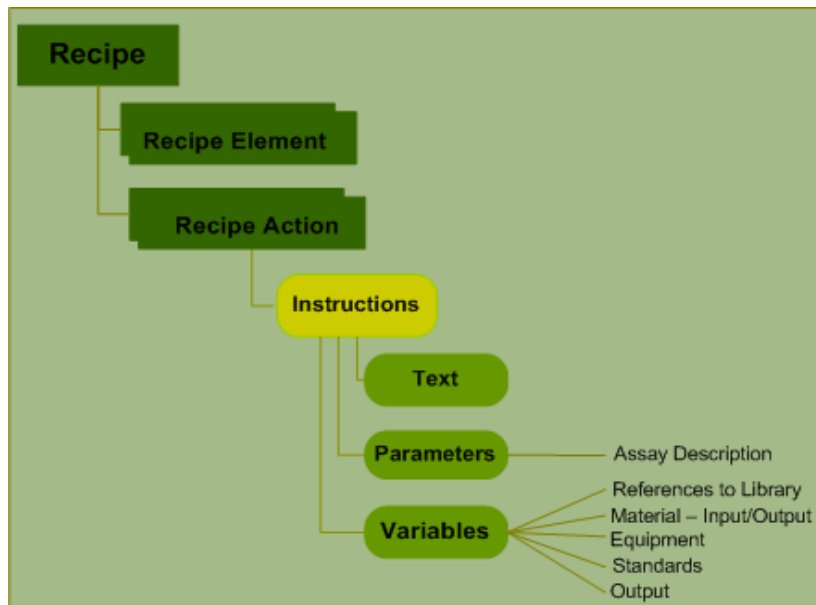 Recipe
Recipe Element
Recipe Action
Instructions
Text
Parameters
Assay Description
References to Library
Material – Input/Output
Variables
Equipment
Standards
Output